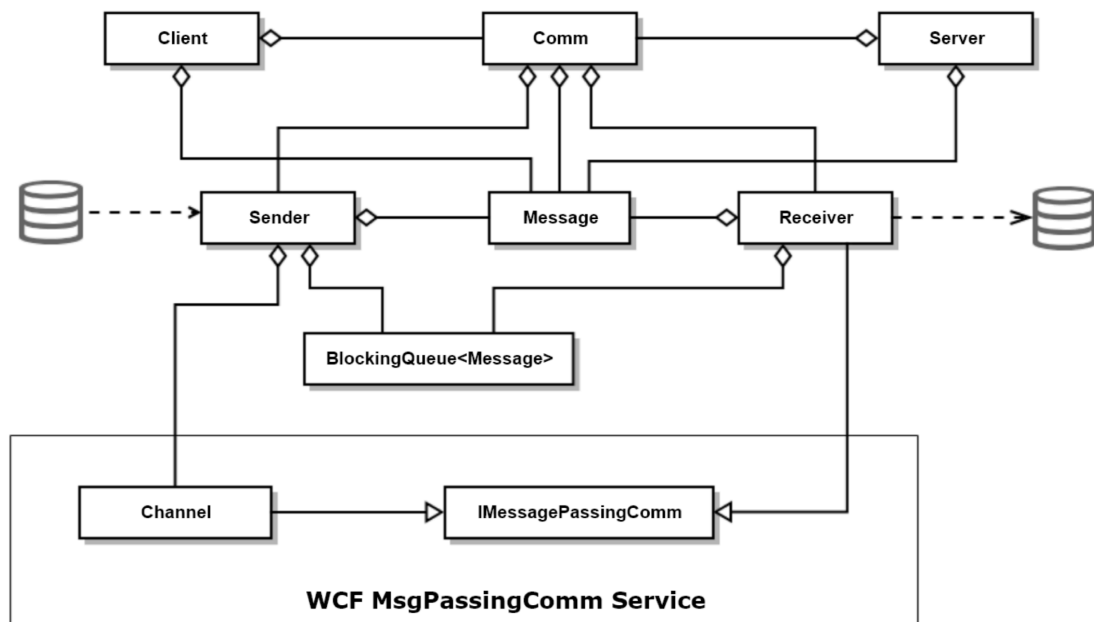 Client
Comm
Server
Sender
Message
Receiver
BlockingQueue<Message>
Channel
IMessagePassingComm
WCF MsgPassingComm Service